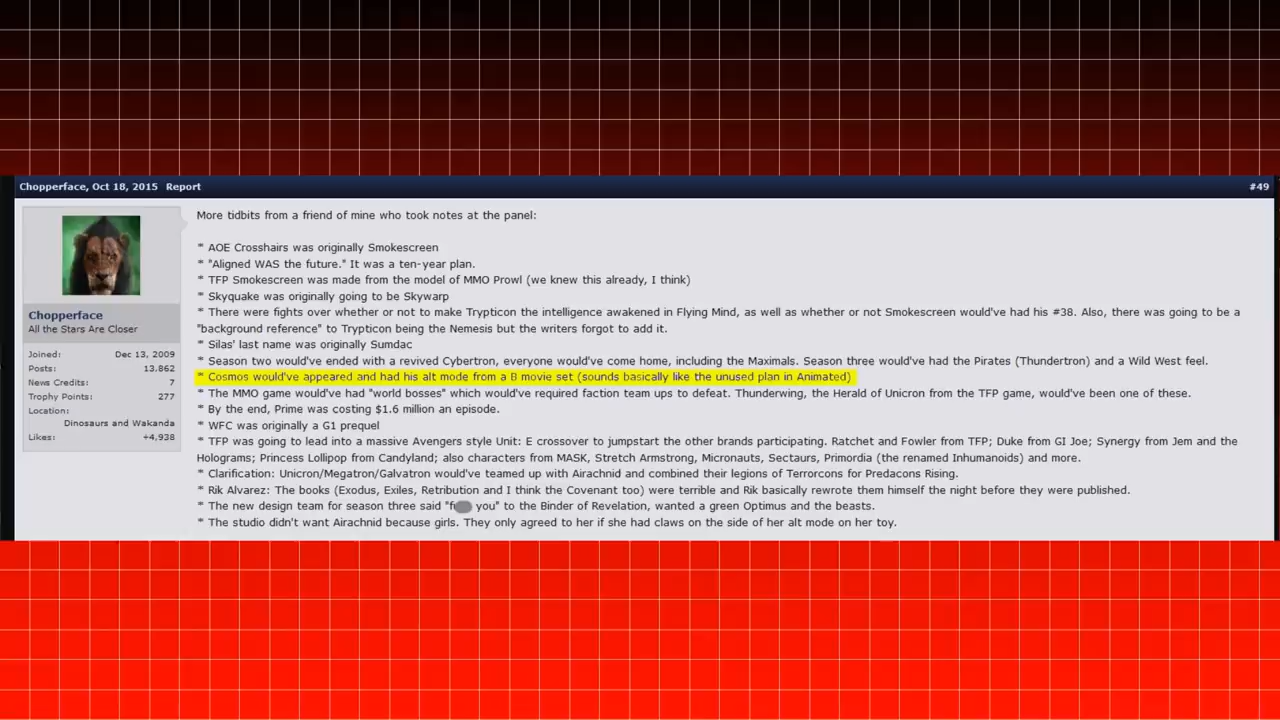 Chopperface, Oct 18, 2015 Report #49
More tidbits from a friend of mine who took notes at the panel:
* AOE Crosshairs was originally Smokescreen
* "Aligned WAS the future." It was a ten-year plan.
* TFP Smokescreen was made from the model of MMO Prowl (we knew this already, I think)
* Skyquake was originally going to be Skywarp
* There were fights over whether or not to make Trypticon the intelligence awakened in Flying Mind, as well as whether or not Smokescreen would've had his #38. Also, there was going to be a
"background reference" to Trypticon being the Nemesis but the writers forgot to add it.
* Silas' last name was originally Sumdac
* Season two would've ended with a revived Cybertron, everyone would've come home, including the Maximals. Season three would've had the Pirates (Thundertron) and a Wild West feel.
* Cosmos would've appeared and had his alt mode from a B movie set (sounds basically like the unused plan in Animated)
* The MMO game would've had "world bosses" which would've required faction team ups to defeat. Thunderwing, the Herald of Unicron from the TFP game, would've been one of these.
* By the end, Prime was costing $1.6 million an episode.
* WFC was originally a G1 prequel
* TFP was going to lead into a massive Avengers style Unit: E crossover to jumpstart the other brands participating. Ratchet and Fowler from TFP; Duke from GI Joe; Synergy from Jem and the
Holograms; Princess Lollipop from Candyland; also characters from MASK, Stretch Armstrong, Micronauts, Sectaurs, Primordia (the renamed Inhumanoids) and more.
* Clarification: Unicron/Megatron/Galvatron would've teamed up with Airachnid and combined their legions of Terrorcons for Predacons Rising.
* Rik Alvarez: The books (Exodus, Exiles, Retribution and I think the Covenant too) were terrible and Rik basically rewrote them himself the night before they were published.
* The new design team for season three said " you" to the Binder of Revelation, wanted a green Optimus and the beasts.
* The studio didn't want Airachnid because girls. They only agreed to her if she had claws on the side of her alt mode on her toy.
Chopperface
All the Stars Are Closer
Joined: Dec 13, 2009
Posts: 13,862
News Credits: 7
Trophy Points: 277
Location:
Dinosaurs and Wakanda
Likes: +4,938